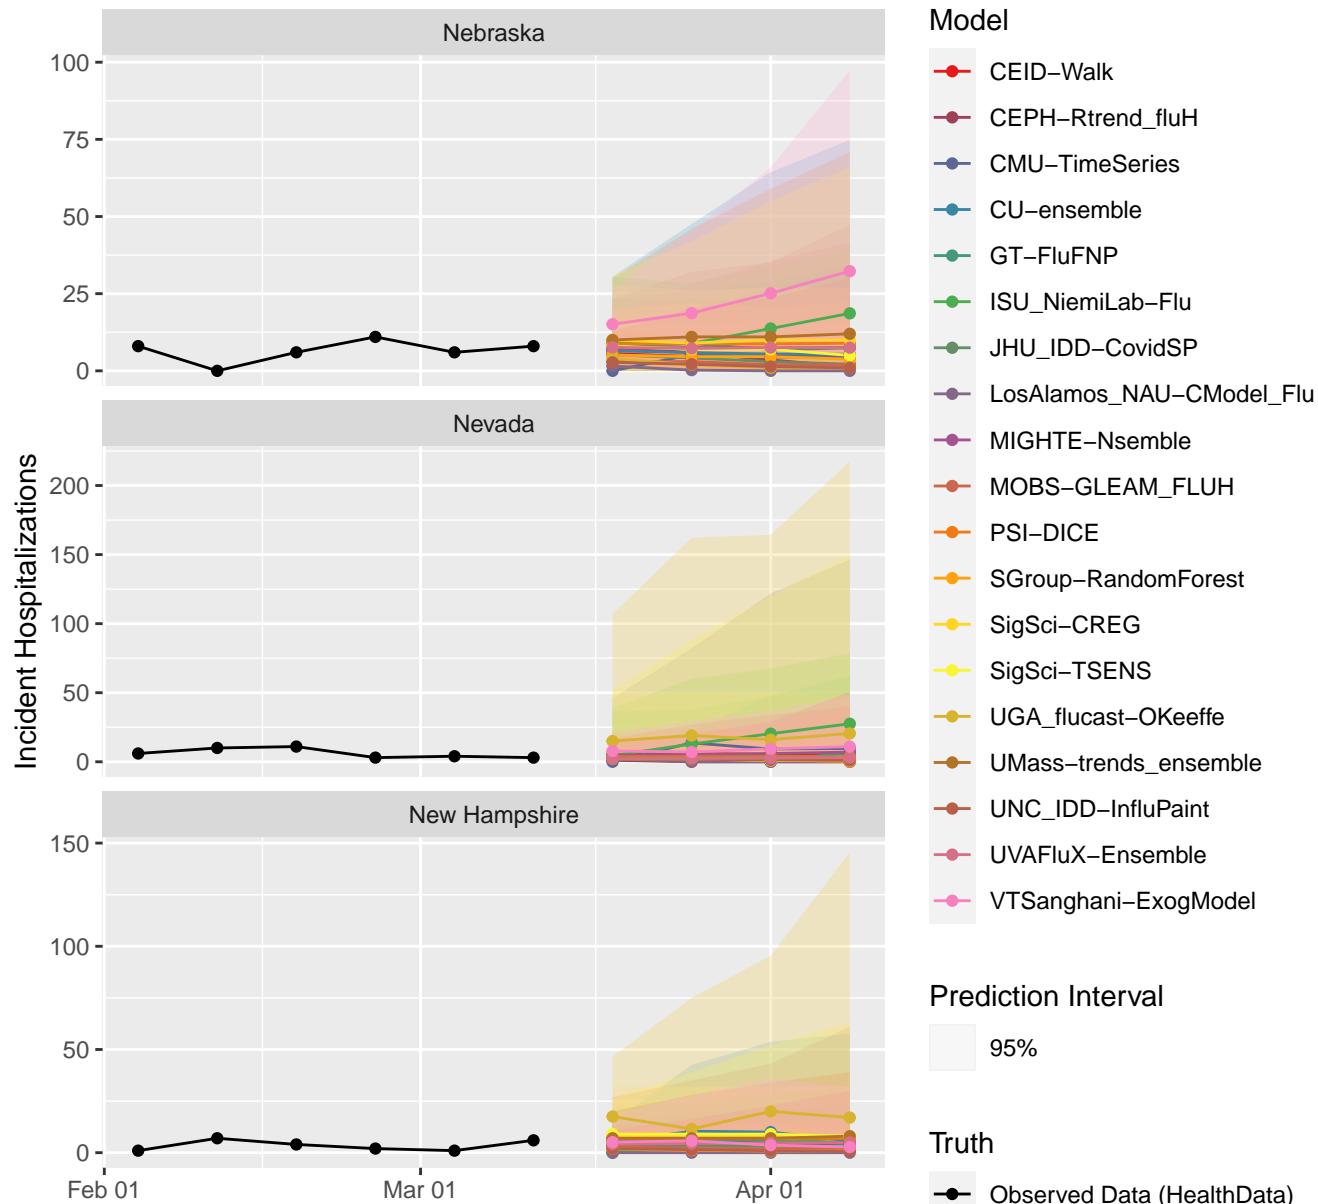 Nebraska
100
75
50
25
0
Nevada
200
150
100
50
0
New Hampshire
150
100
50
0
Feb 01
Mar 01
Apr 01
Incident Hospitalizations
Model
CEID−Walk
CEPH−Rtrend_fluH
CMU−TimeSeries
CU−ensemble
GT−FluFNP
ISU_NiemiLab−Flu
JHU_IDD−CovidSP
LosAlamos_NAU−CModel_Flu
MIGHTE−Nsemble
MOBS−GLEAM_FLUH
PSI−DICE
SGroup−RandomForest
SigSci−CREG
SigSci−TSENS
UGA_flucast−OKeeffe
UMass−trends_ensemble
UNC_IDD−InfluPaint
UVAFluX−Ensemble
VTSanghani−ExogModel
Prediction Interval
95%
Truth
Observed Data (HealthData)